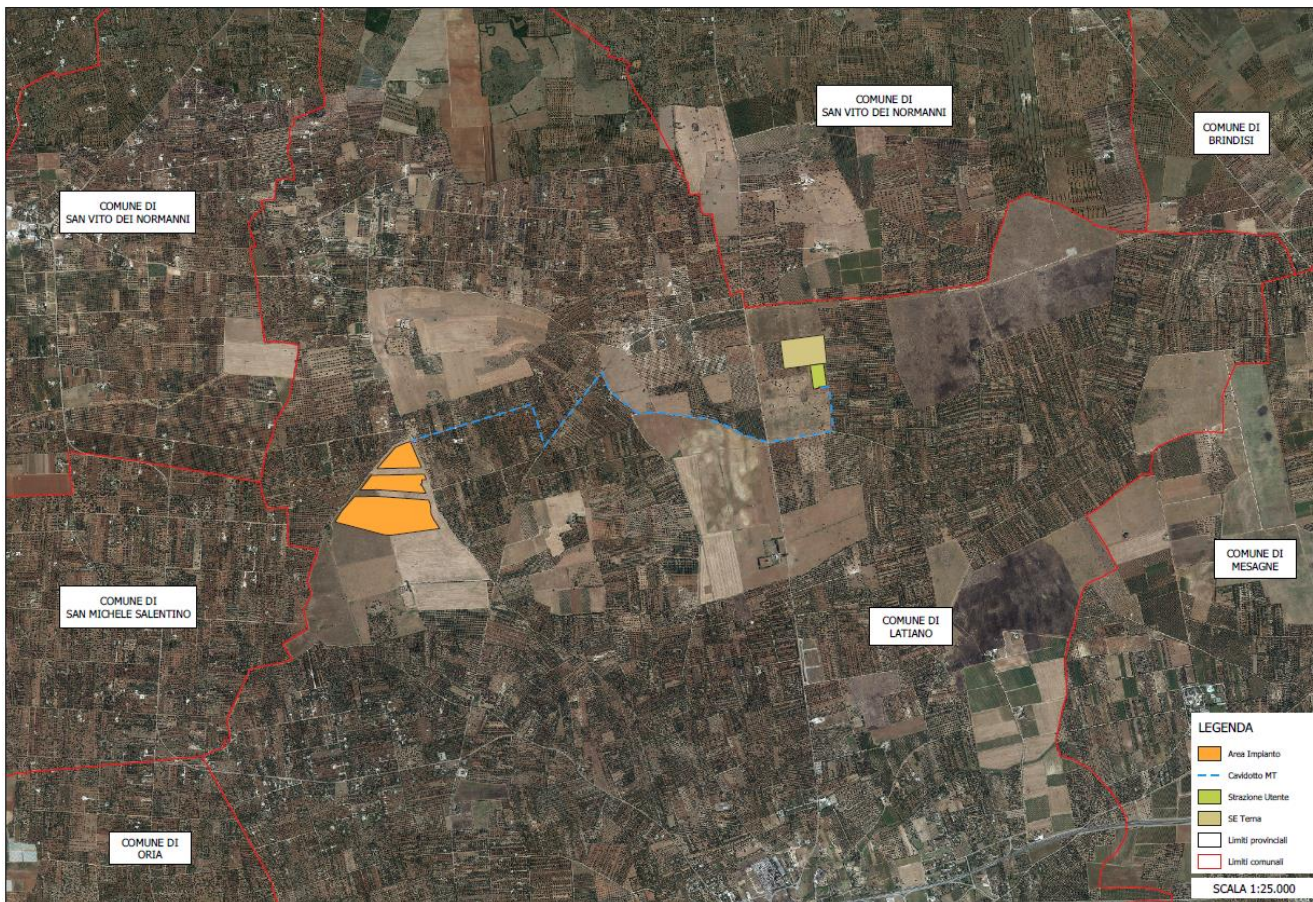 COMUNE DI
SAN VITO DEI NORMANNI
COMUNE DI
BRINDISI
COMUNE DI
SAN VITO DEI NORMANNI
COMUNE DI
MESAGNE
COMUNE DI
SAN MICHELE SALENTINO
COMUNE DI
LATIANO
COMUNE DI
ORIA
LEGENDA
Area Impianto
Cavidotto MT
Strazione Utente
SE Terna
Limiti provinciali
Limiti comunali
SCALA 1:25.000